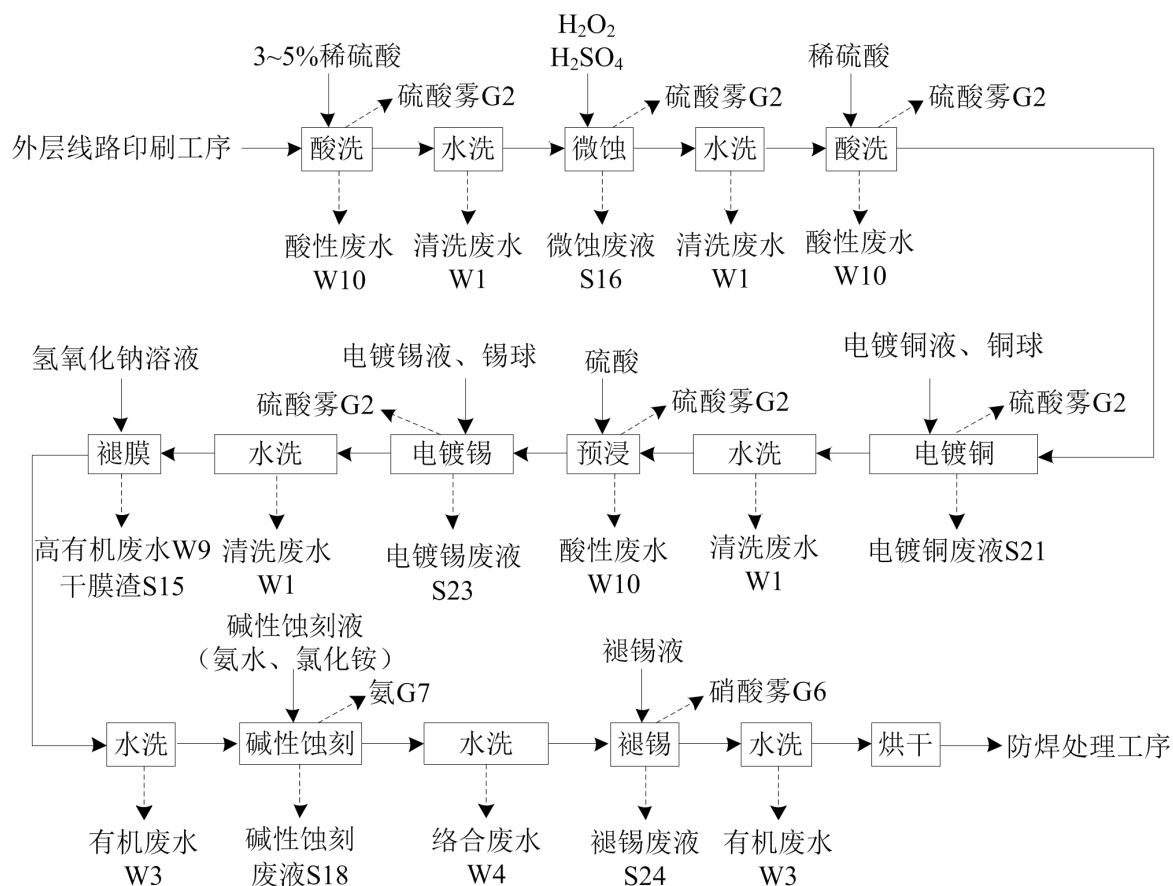 H₂O₂
H₂SO₄
3~5%稀硫酸
稀硫酸
硫酸雾G2
硫酸雾G2
硫酸雾G2
外层线路印刷工序
酸洗
水洗
微蚀
水洗
酸洗
酸性废水
W10
清洗废水
W1
微蚀废液
S16
清洗废水
W1
酸性废水
W10
氢氧化钠溶液
电镀锡液、锡球
硫酸
电镀铜液、铜球
硫酸雾G2
硫酸雾G2
硫酸雾G2
褪膜
水洗
电镀锡
预浸
水洗
电镀铜
高有机废水W9
干膜渣S15
清洗废水
W1
电镀锡废液
S23
酸性废水
W10
清洗废水
W1
电镀铜废液S21
碱性蚀刻液
（氨水、氯化铵）
褪锡液
氨G7
硝酸雾G6
水洗
碱性蚀刻
水洗
褪锡
水洗
烘干
防焊处理工序
有机废水
W3
碱性蚀刻
废液S18
络合废水
W4
褪锡废液
S24
有机废水
W3